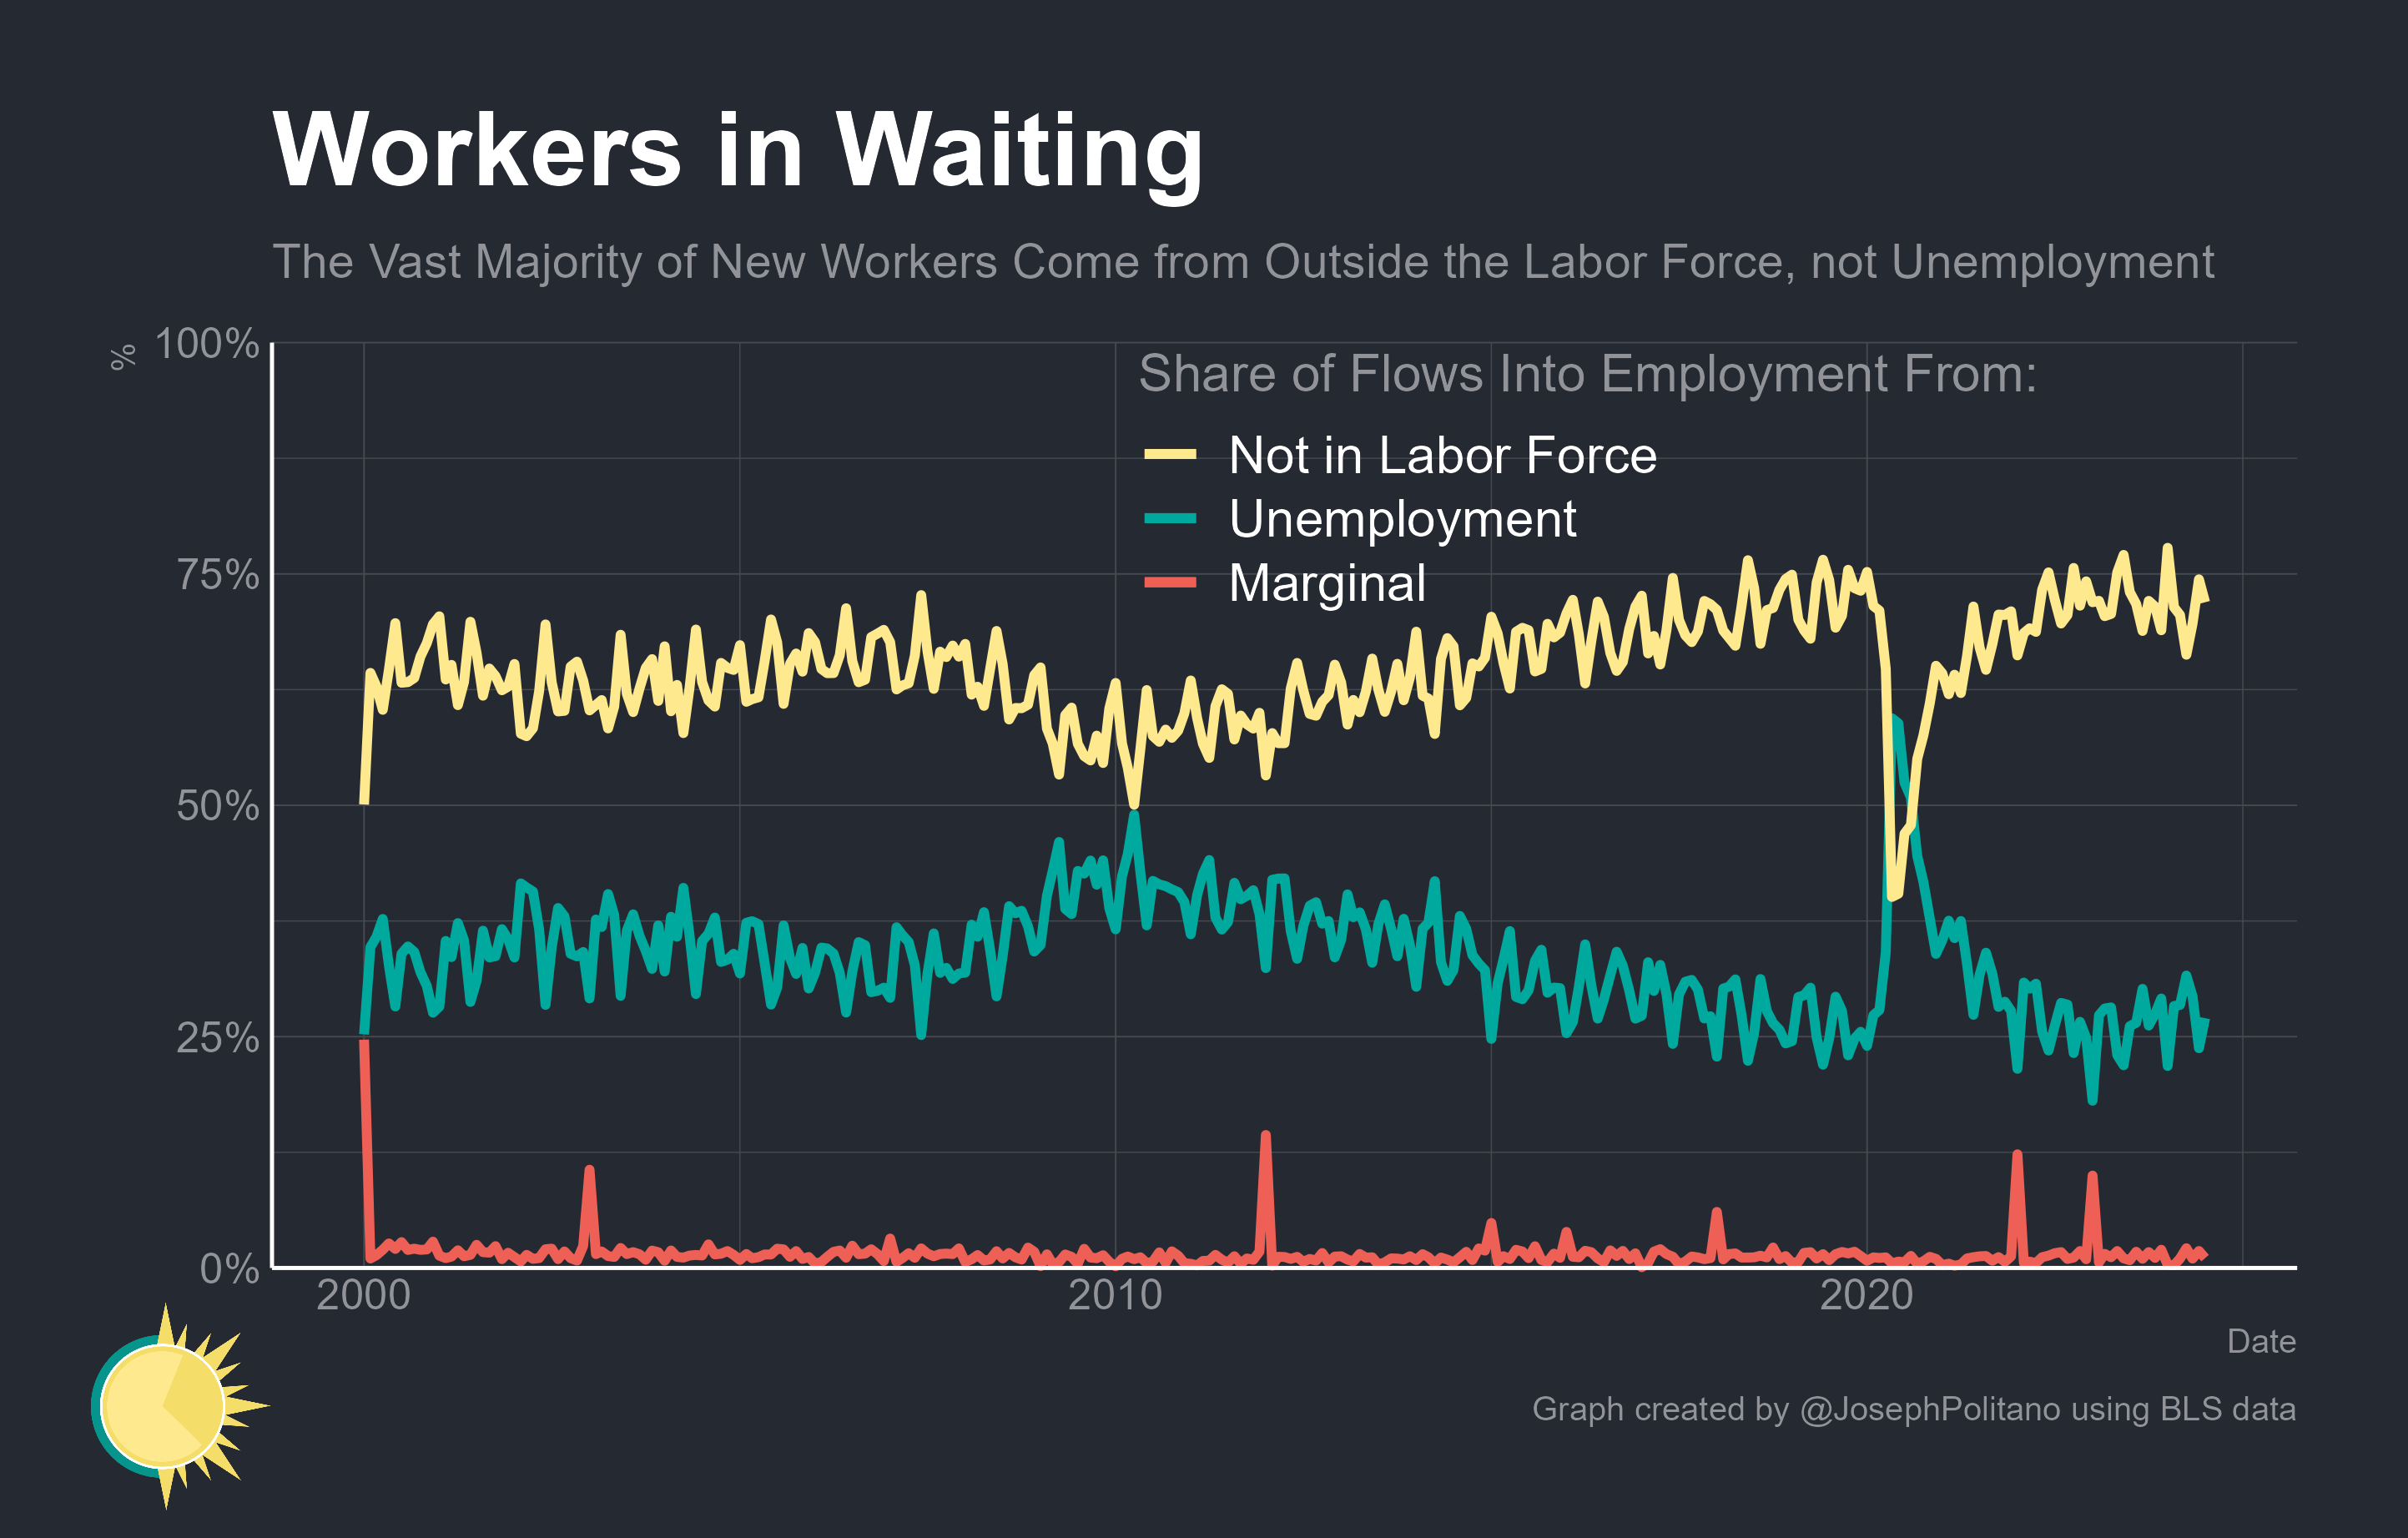 Workers in Waiting
The Vast Majority of New Workers Come from Outside the Labor Force, not Unemployment
%
100%
75%
50%
25%
0%
Share of Flows Into Employment From:
Not in Labor Force
Unemployment
Marginal
2000
2010
2020
Date
Graph created by @JosephPolitano using BLS data